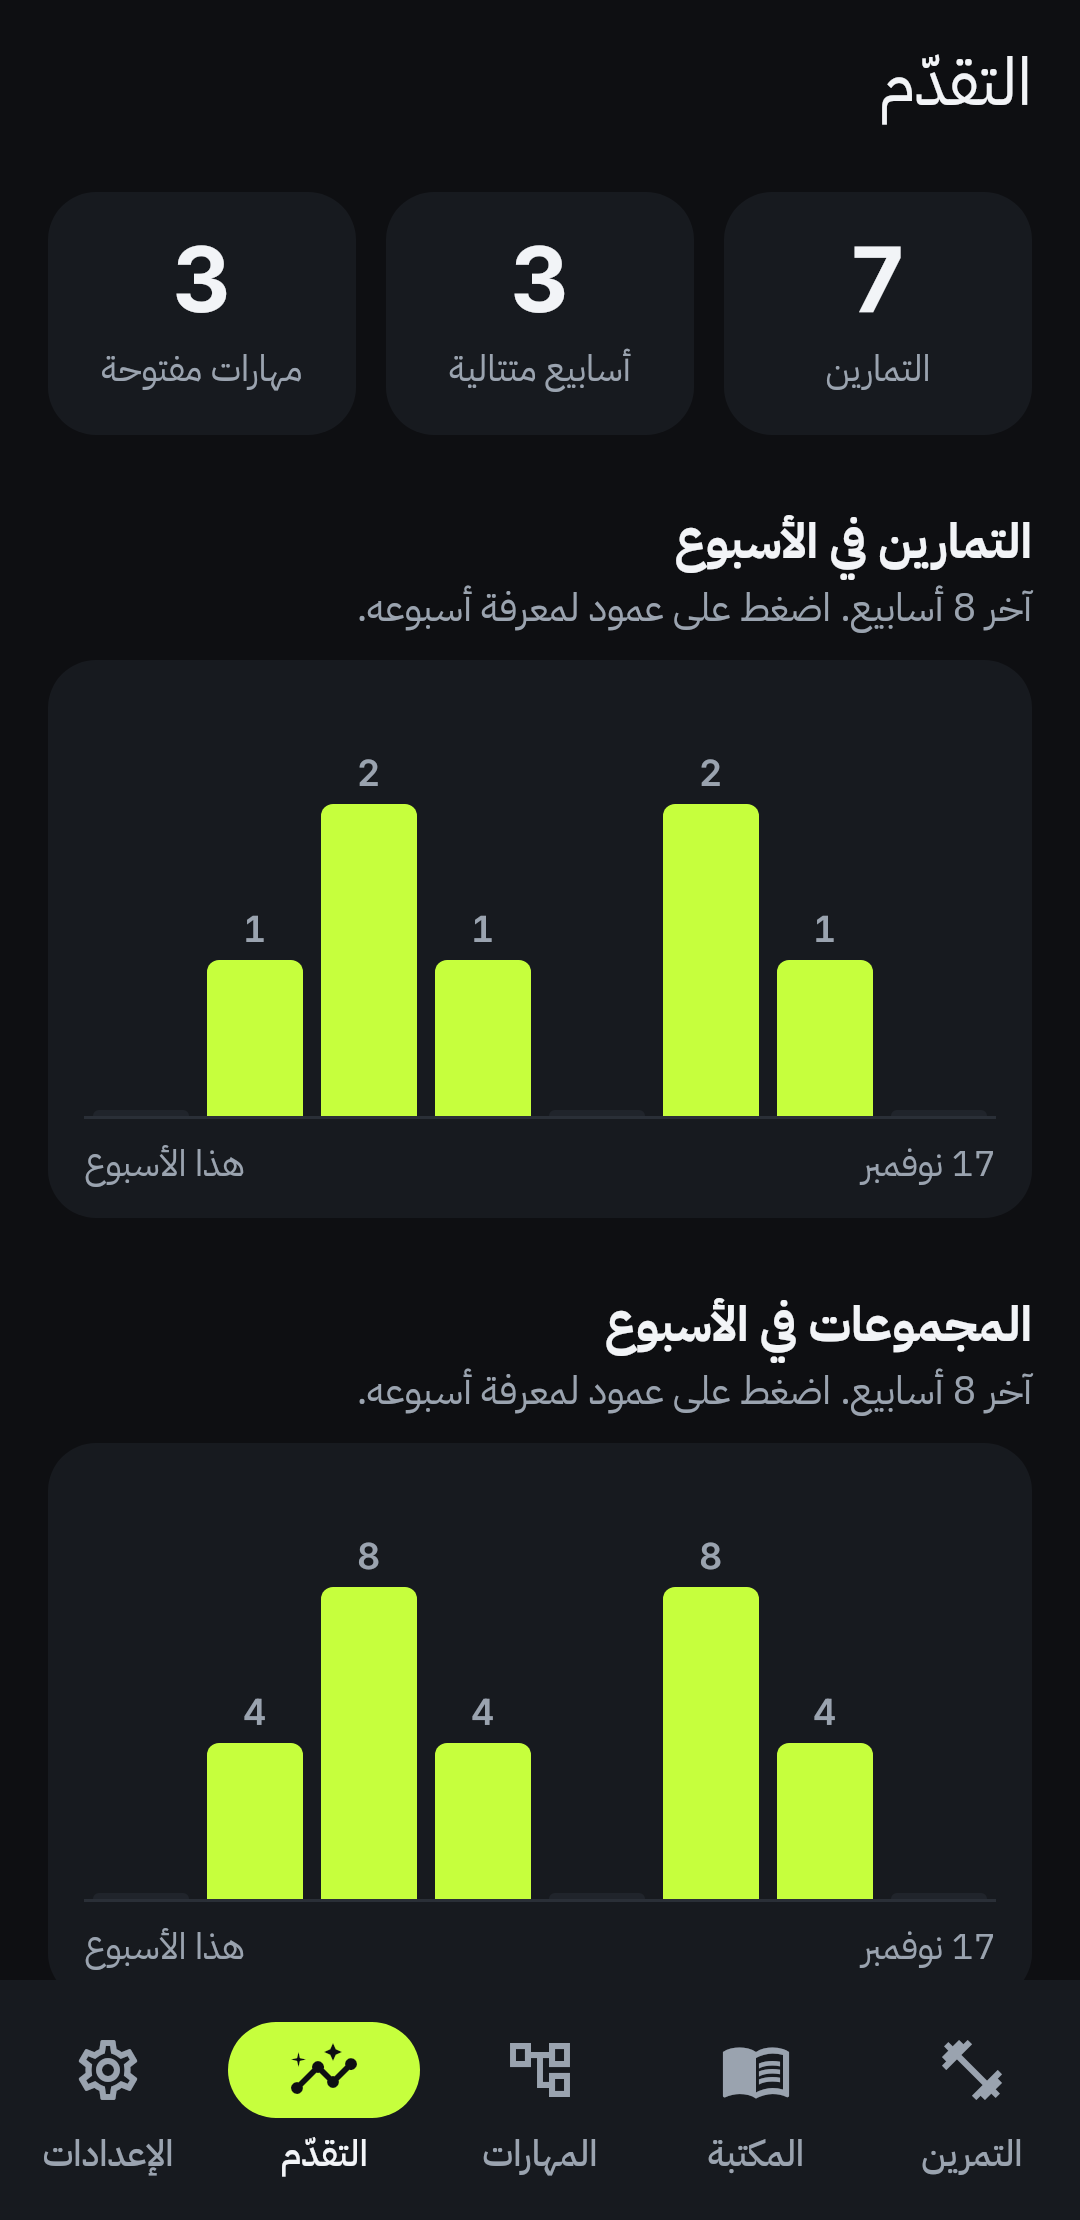 التقدّم
7
التمارين
3
أسابيع متتالية
3
مهارات مفتوحة
التمارين في الأسبوع
آخر 8 أسابيع. اضغط على عمود لمعرفة أسبوعه.
1
2
1
2
1
17 نوفمبر
هذا الأسبوع
المجموعات في الأسبوع
آخر 8 أسابيع. اضغط على عمود لمعرفة أسبوعه.
4
8
4
8
4
17 نوفمبر
هذا الأسبوع
التمرين
المكتبة
المهارات
التقدّم
الإعدادات